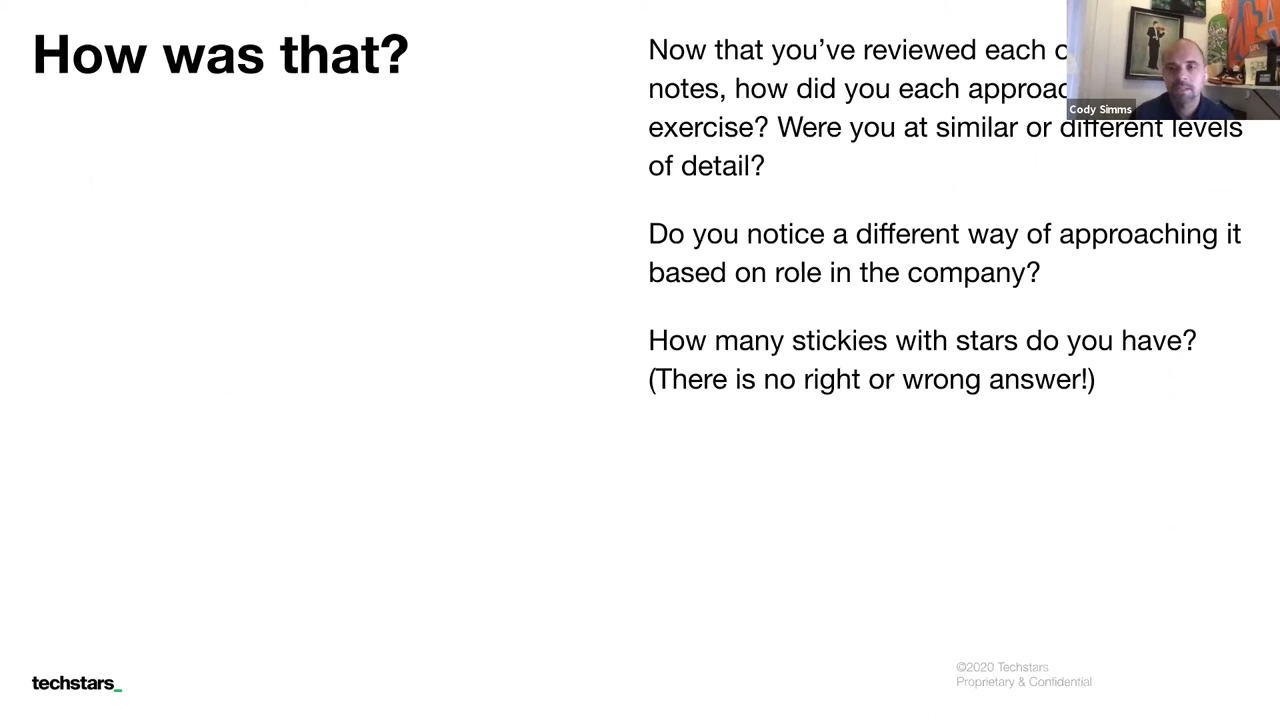 How was that?
Now that you've reviewed each
notes, how did you each
exercise? Were you at similar or different levels
of detail?
Do you notice a different way of approaching it
based on role in the company?
How many stickies with stars do you have?
(There is no right or wrong answer!)
Cody Simms
techstars_
©2020 Techstars
Proprietary & Confidential